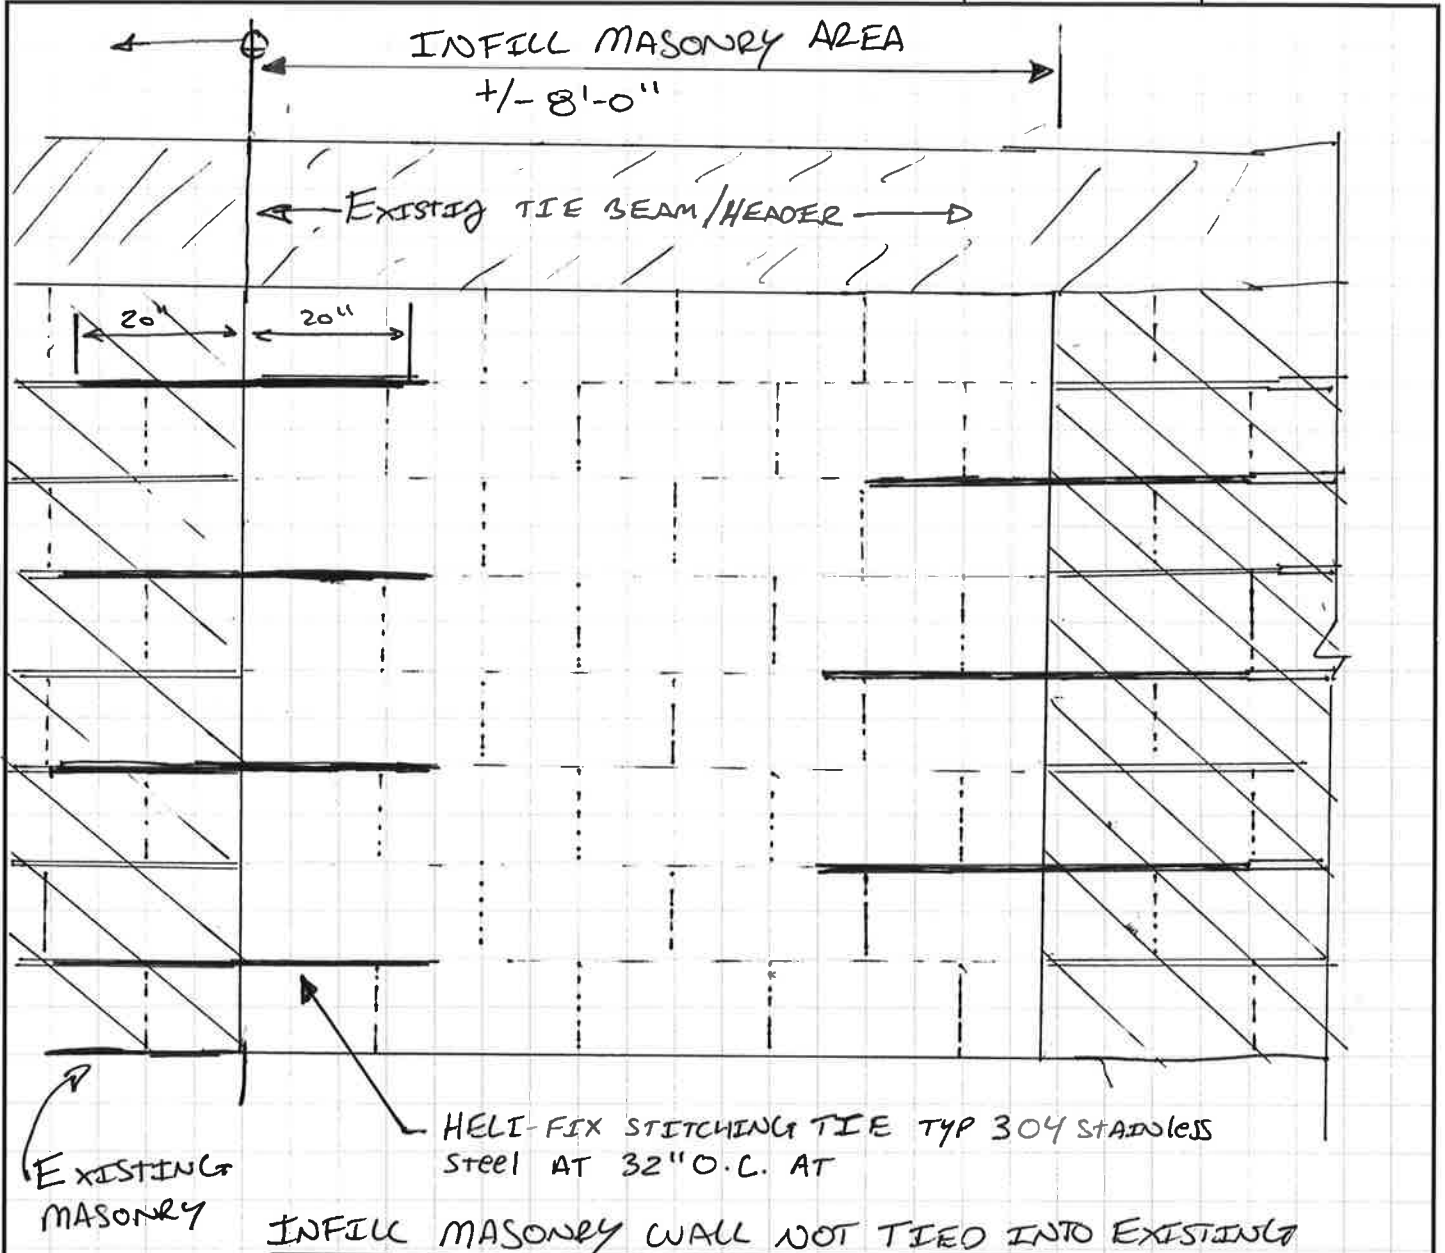 INFILL MASONRY AREA
+/- 8'-0"
EXISTIG TIE BEAM/HEADER
20" 20"
HELI-FIX STITCHING TIE TYP 304 STAINless
Steel AT 32" O.C. AT
EXISTING
MASONRY
INFILL MASONRY WALL NOT TIED INTO EXISTING